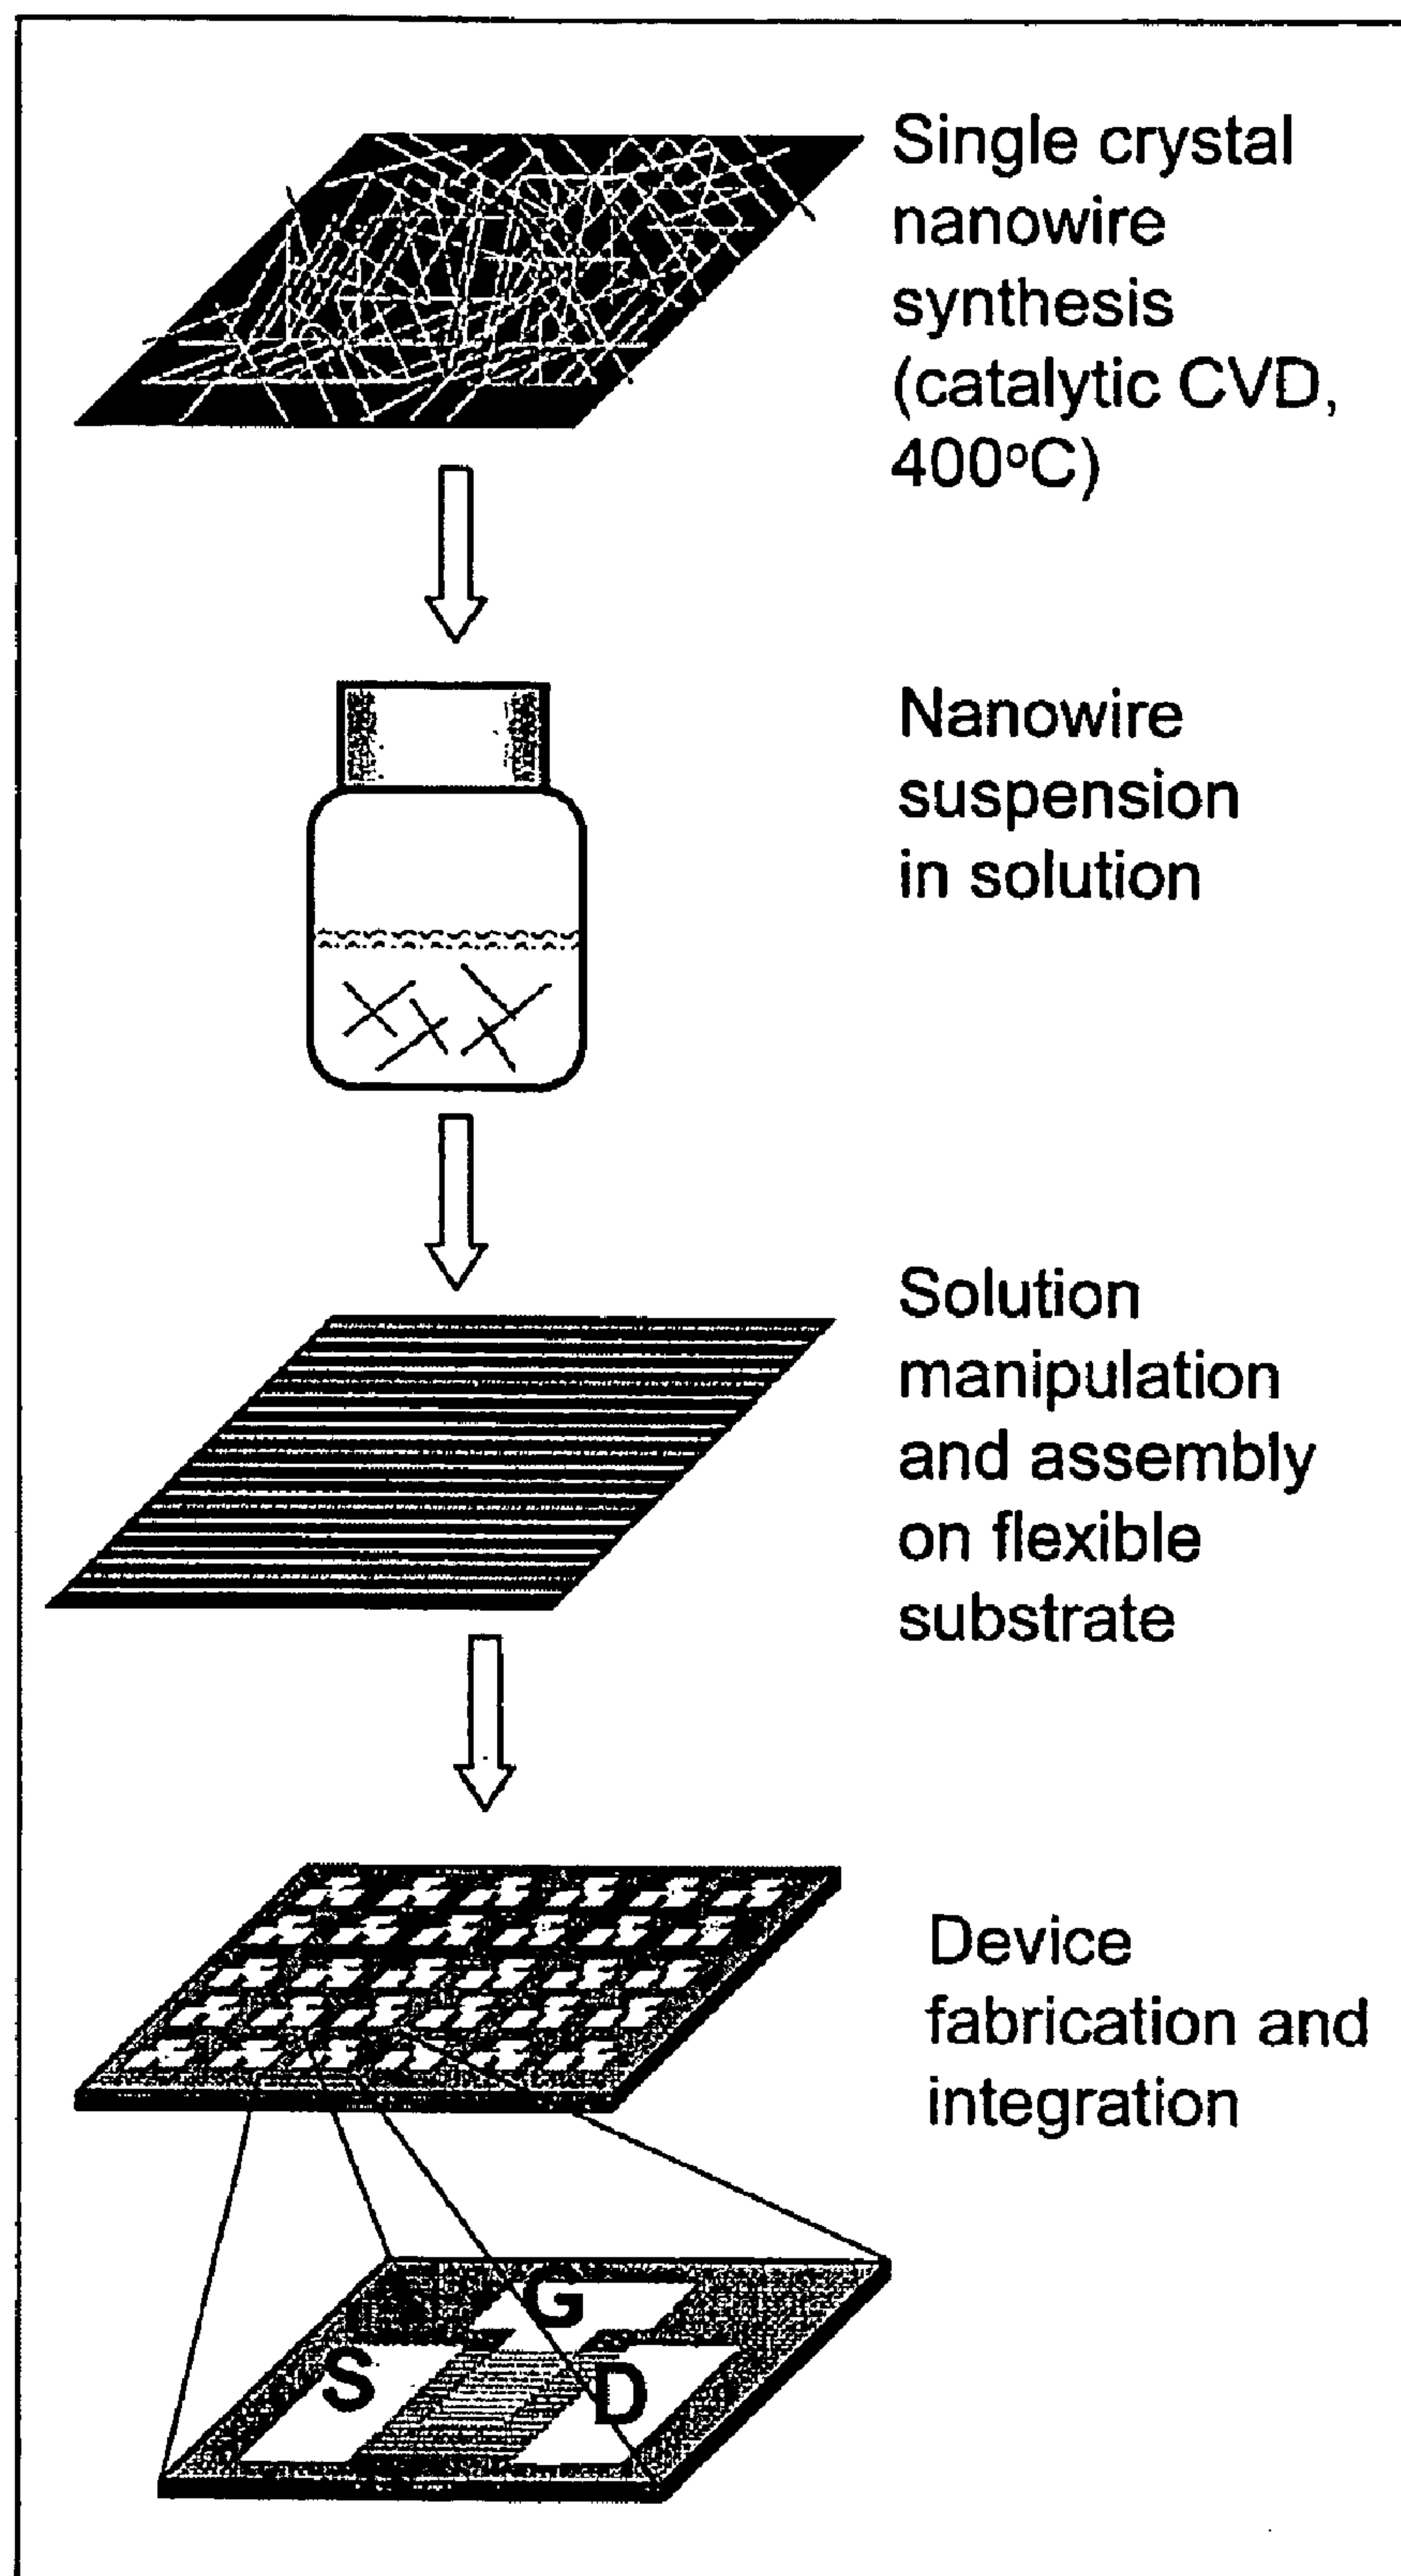 Single crystal
nanowire
synthesis
(catalytic CVD,
400°C)
Nanowire
suspension
in solution
Solution
manipulation
and assembly
on flexible
substrate
Device
fabrication and
integration
G
S
D